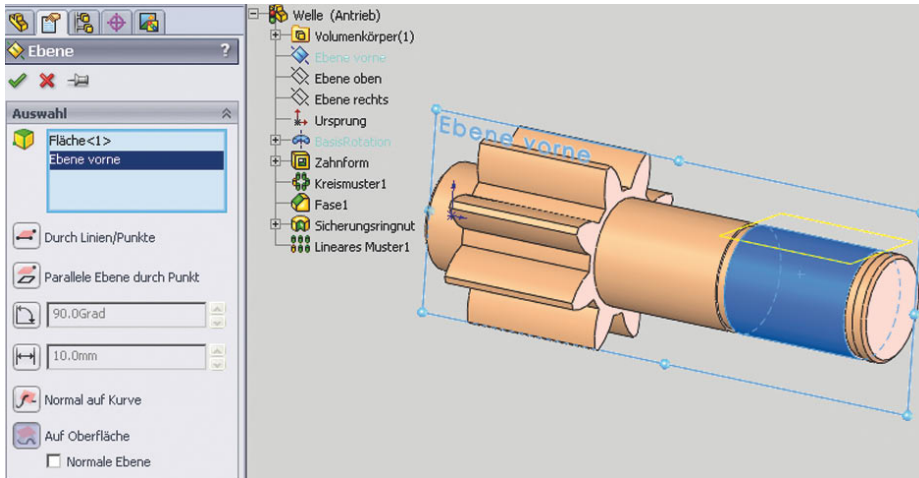 Ebene
?
Auswahl
Fläche<1>
Ebene vorne
Durch Linien/Punkte
Parallele Ebene durch Punkt
90.0Grad
10.0mm
Normal auf Kurve
Auf Oberfläche
Normale Ebene
Welle (Antrieb)
Volumenkörper(1)
Ebene vorne
Ebene oben
Ebene rechts
Ursprung
BasisRotation
Zahnform
Kreismuster1
Fase1
Sicherungsringnut
Lineares Muster1
Ebene vorne